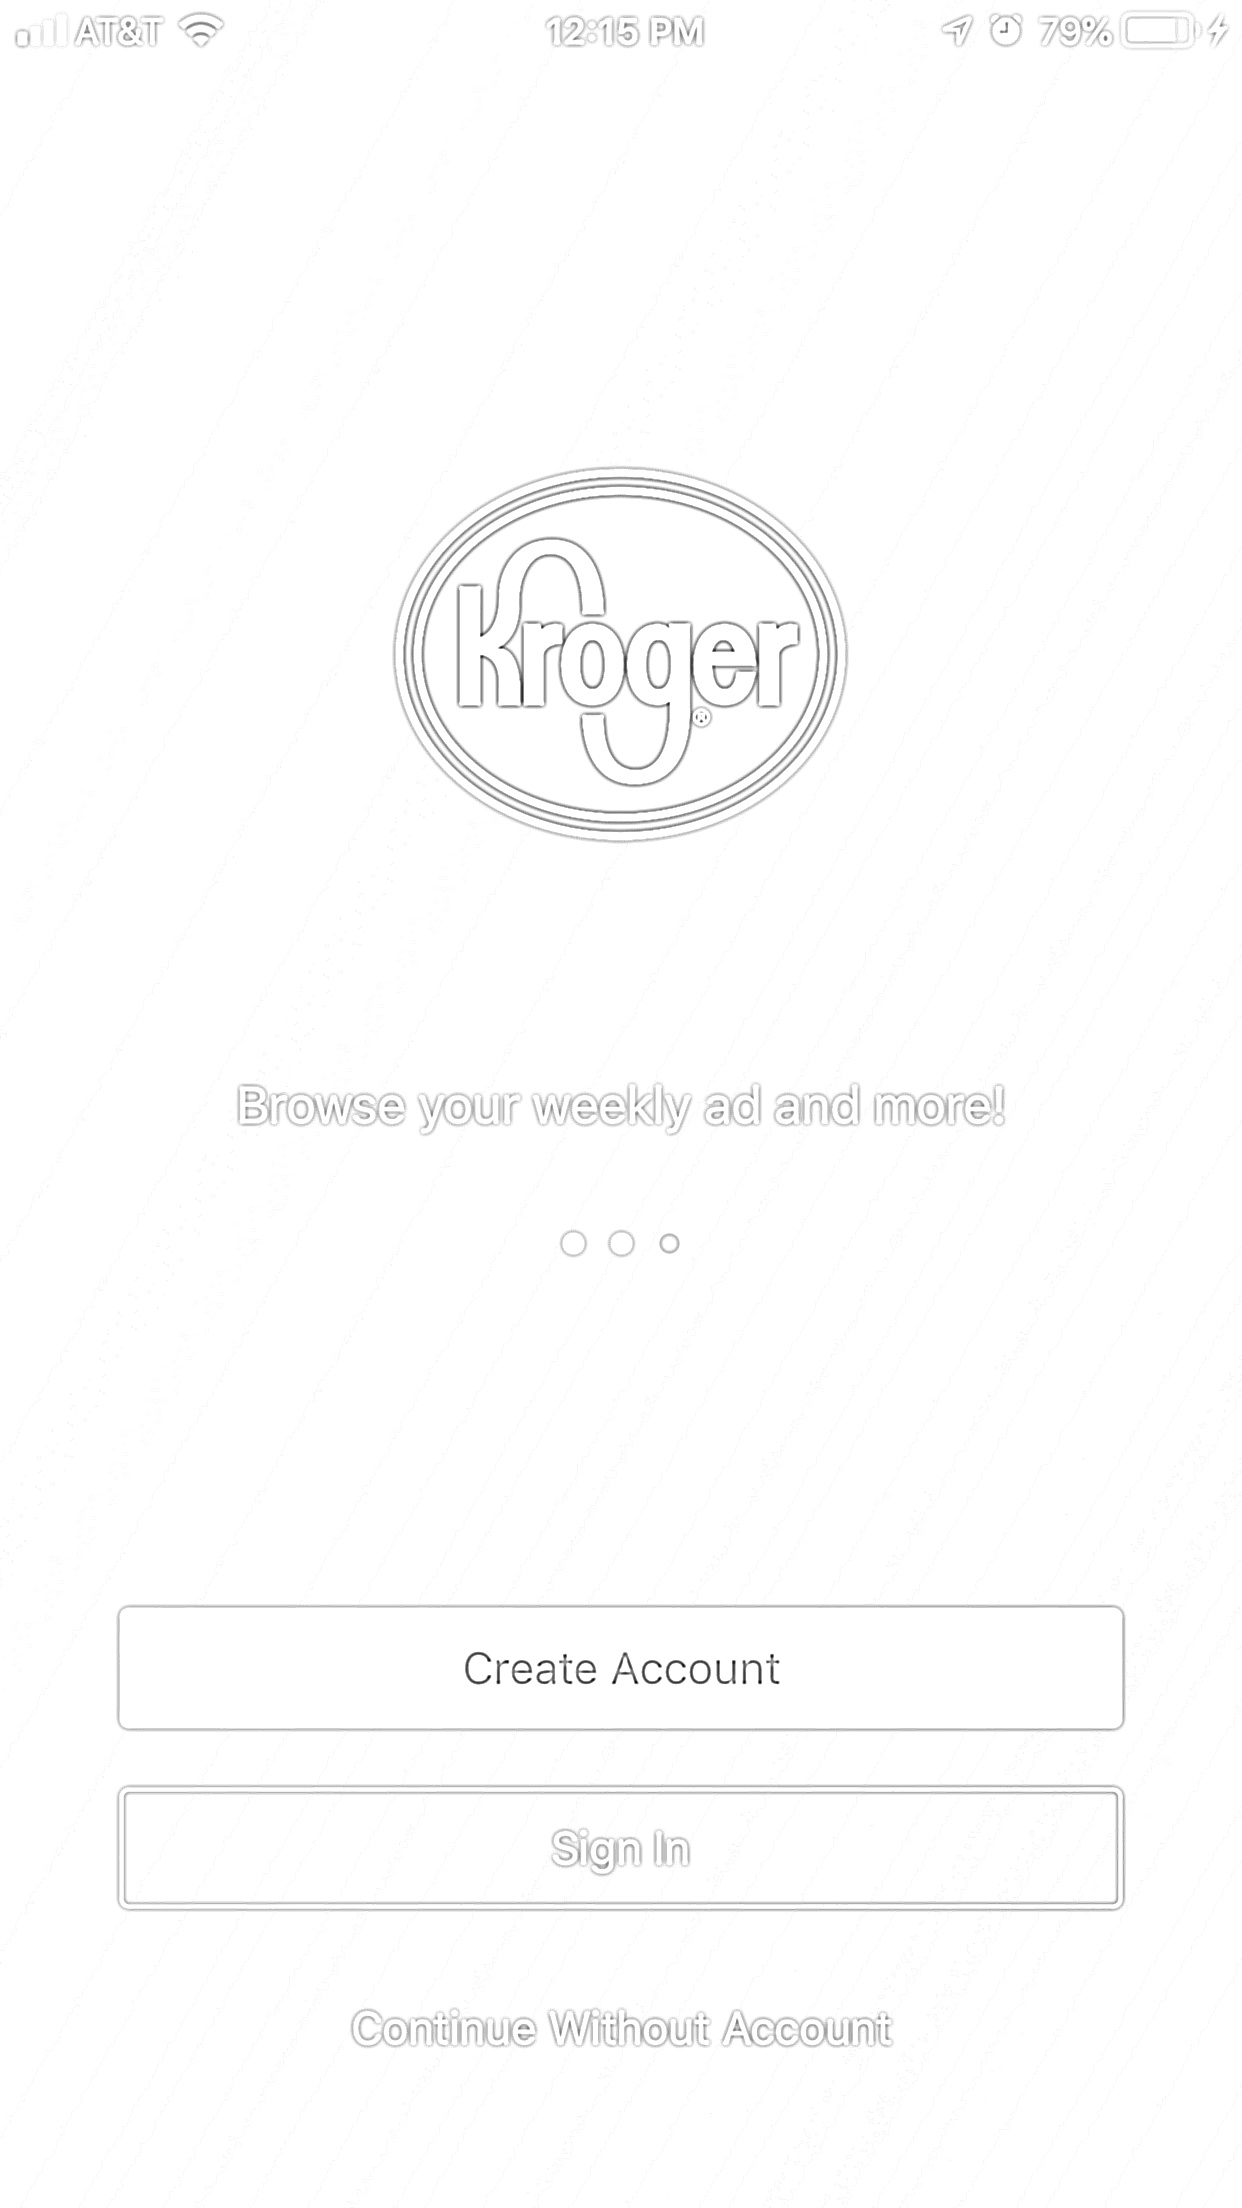 AT&T 12:15 PM 79%
Kroger®
Browse your weekly ad and more!
Create Account
Sign In
Continue Without Account